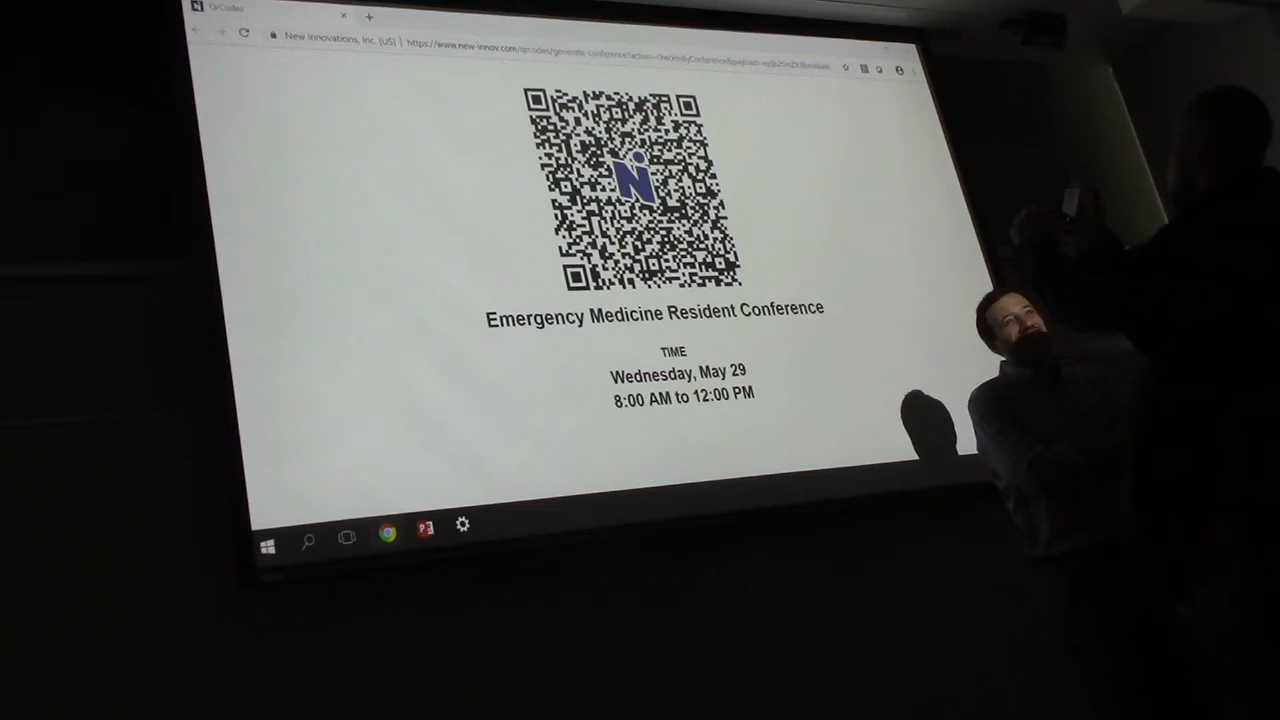 QrCodes
New Innovations, Inc. (US) | https://www.new-innov.com/qrcodes/generate-conference?action=
Emergency Medicine Resident Conference
TIME
Wednesday, May 29
8:00 AM to 12:00 PM